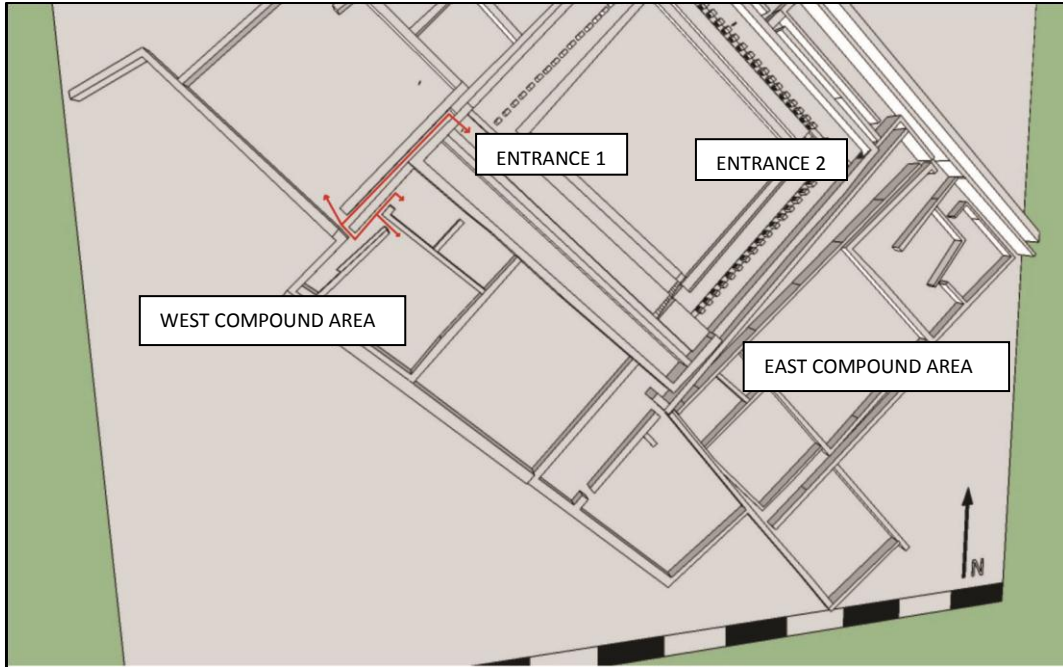 ENTRANCE 1
ENTRANCE 2
WEST COMPOUND AREA
EAST COMPOUND AREA
N